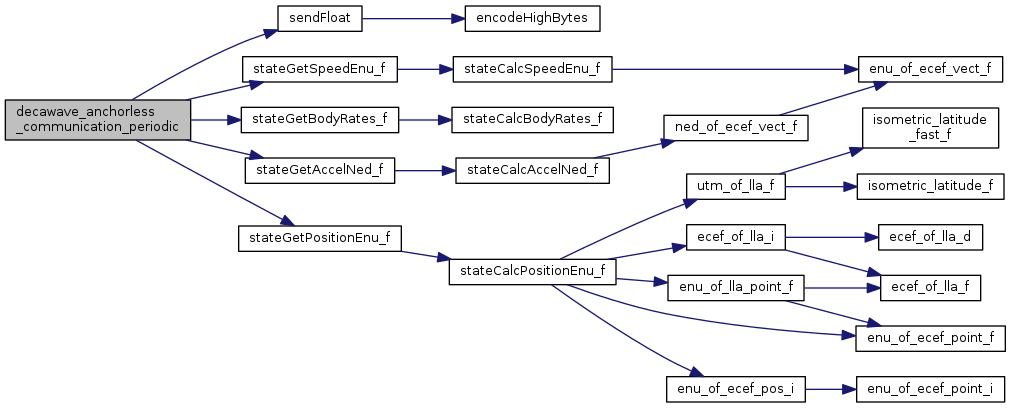 sendFloat
encodeHighBytes
stateGetSpeedEnu_f
stateCalcSpeedEnu_f
enu_of_ecef_vect_f
decawave_anchorless
_communication_periodic
stateGetBodyRates_f
stateCalcBodyRates_f
ned_of_ecef_vect_f
isometric_latitude
_fast_f
stateGetAccelNed_f
stateCalcAccelNed_f
utm_of_lla_f
isometric_latitude_f
stateGetPositionEnu_f
ecef_of_lla_i
ecef_of_lla_d
stateCalcPositionEnu_f
enu_of_lla_point_f
ecef_of_lla_f
enu_of_ecef_point_f
enu_of_ecef_pos_i
enu_of_ecef_point_i